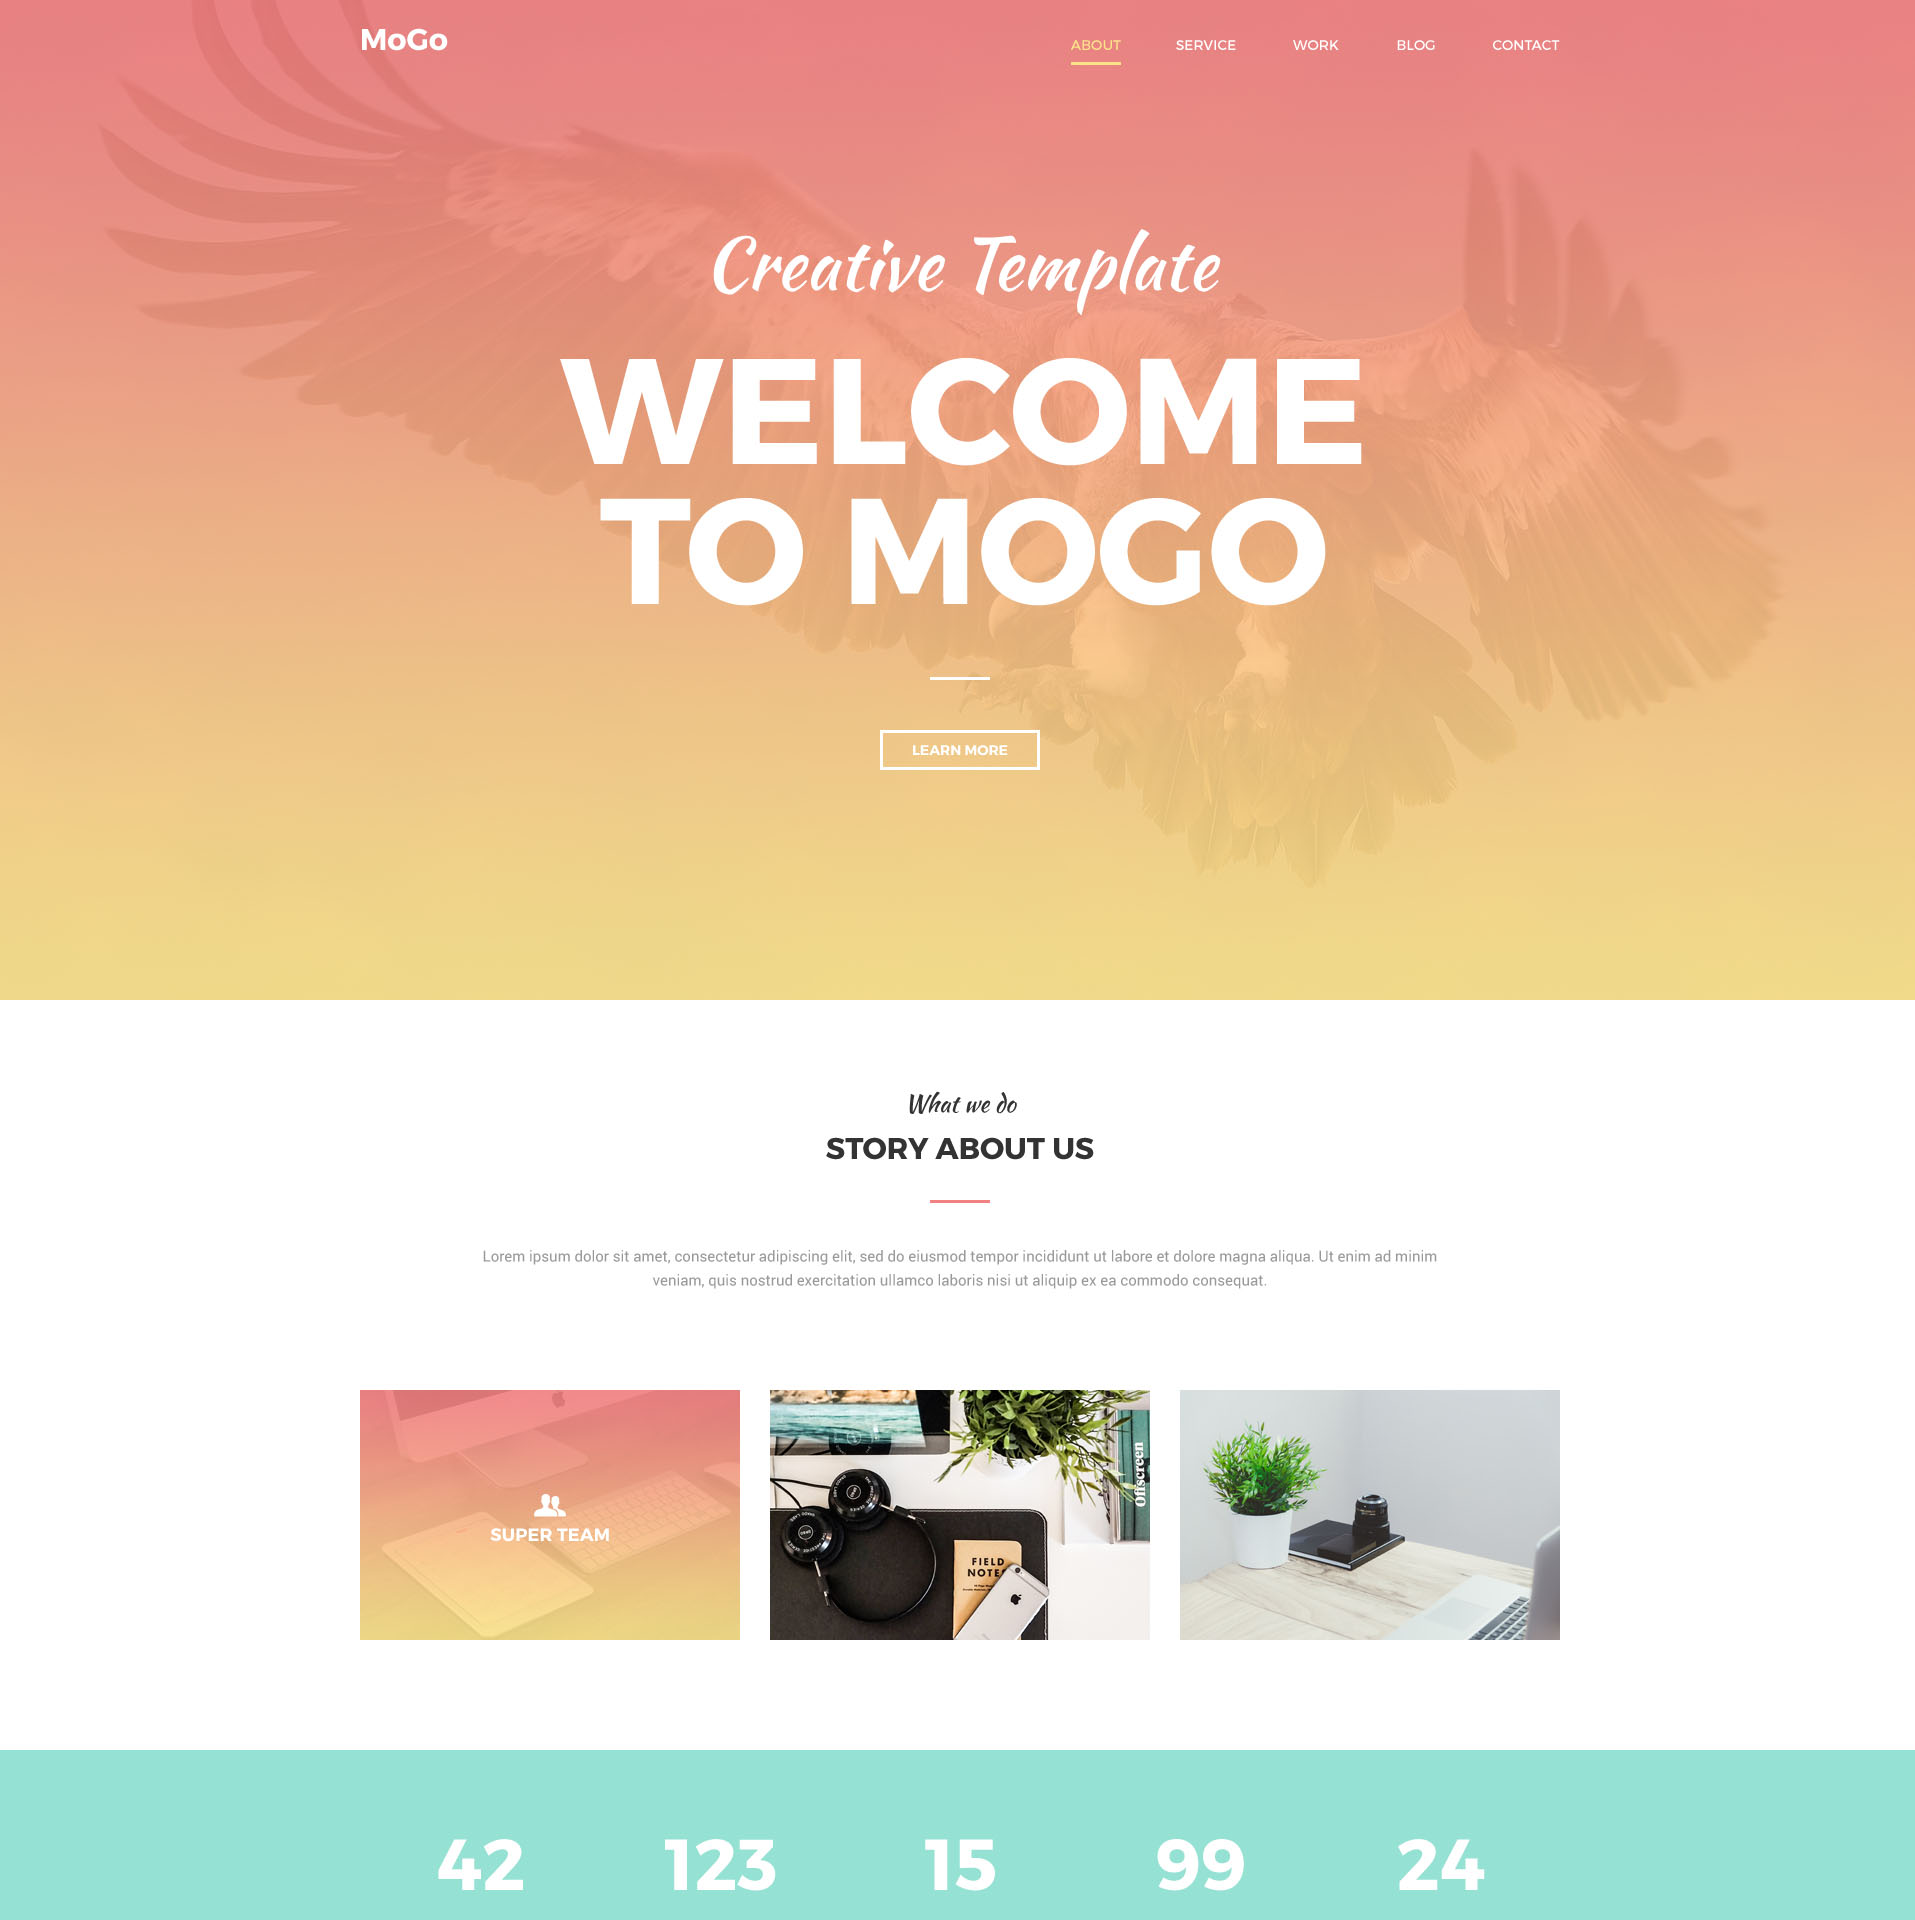 MoGo
ABOUT SERVICE WORK BLOG CONTACT
Creative Template
WELCOME
TO MOGO
LEARN MORE
What we do
STORY ABOUT US
Lorem ipsum dolor sit amet, consectetur adipiscing elit, sed do eiusmod tempor incididunt ut labore et dolore magna aliqua. Ut enim ad minim
veniam, quis nostrud exercitation ullamco laboris nisi ut aliquip ex ea commodo consequat.
SUPER TEAM
Offscreen
FIELD
NOTES
42 123 15 99 24